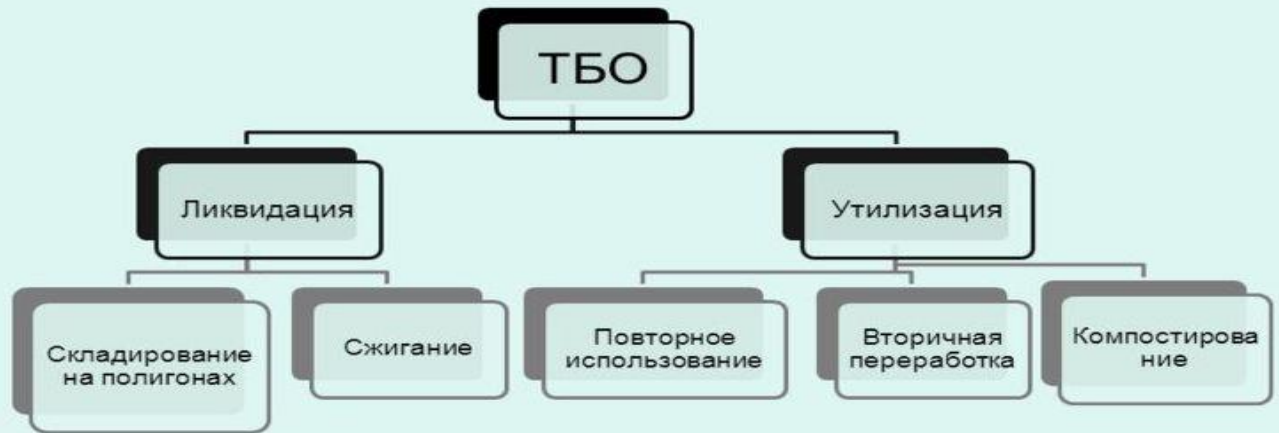 ТБО
Ликвидация
Утилизация
Складирование
на полигонах
Сжигание
Повторное
использование
Вторичная
переработка
Компостирова
ние